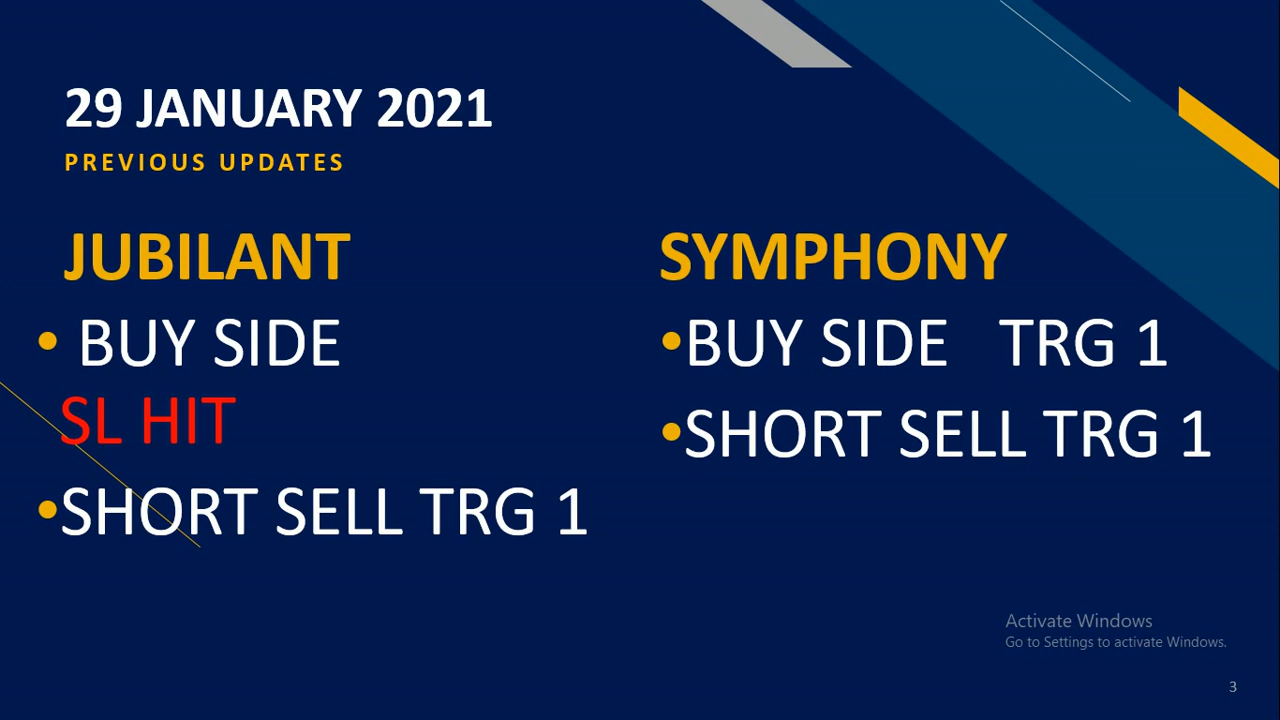 29 JANUARY 2021
PREVIOUS UPDATES
JUBILANT
• BUY SIDE
SL HIT
•SHORT SELL TRG 1
SYMPHONY
•BUY SIDE TRG 1
•SHORT SELL TRG 1
Activate Windows
Go to Settings to activate Windows.
3